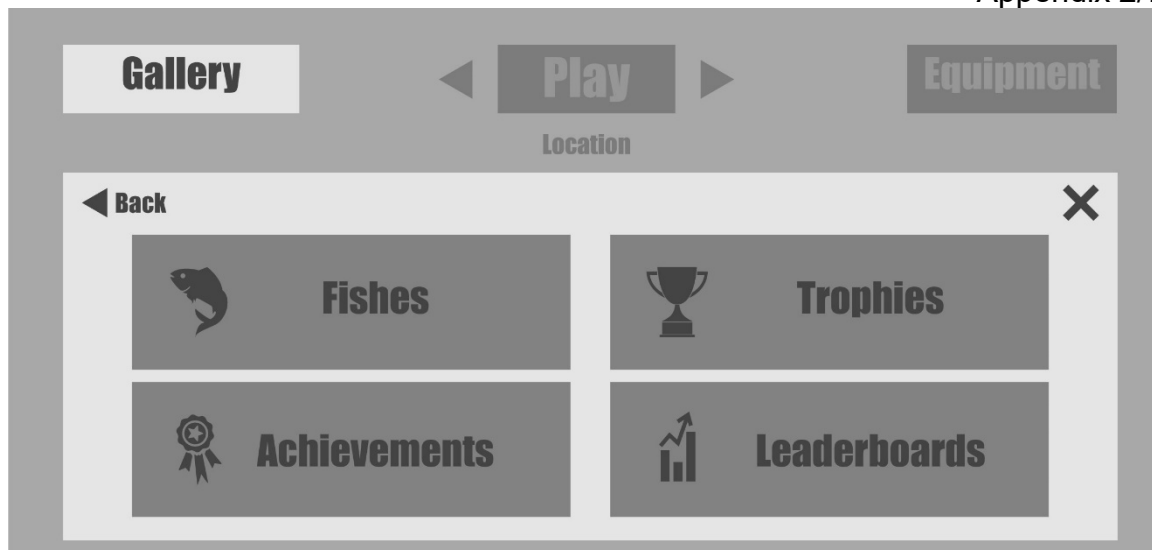 Gallery
Play
Equipment
Location
Back
Fishes
Trophies
Achievements
Leaderboards